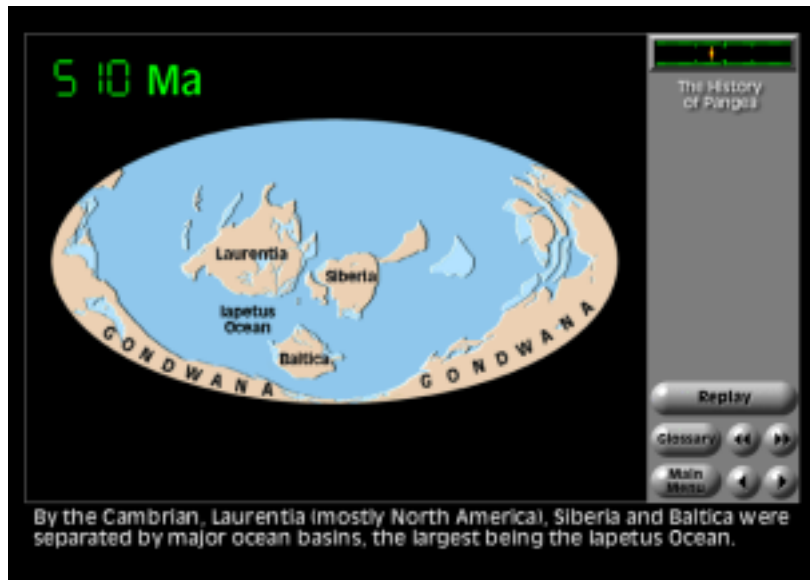 510 Ma
The History
of Pangea
Laurentia
Siberia
Iapetus
Ocean
Baltica
GONDWANA
GONDWANA
Replay
Glossary
Main
Menu
By the Cambrian, Laurentia (mostly North America), Siberia and Baltica were
separated by major ocean basins, the largest being the Iapetus Ocean.